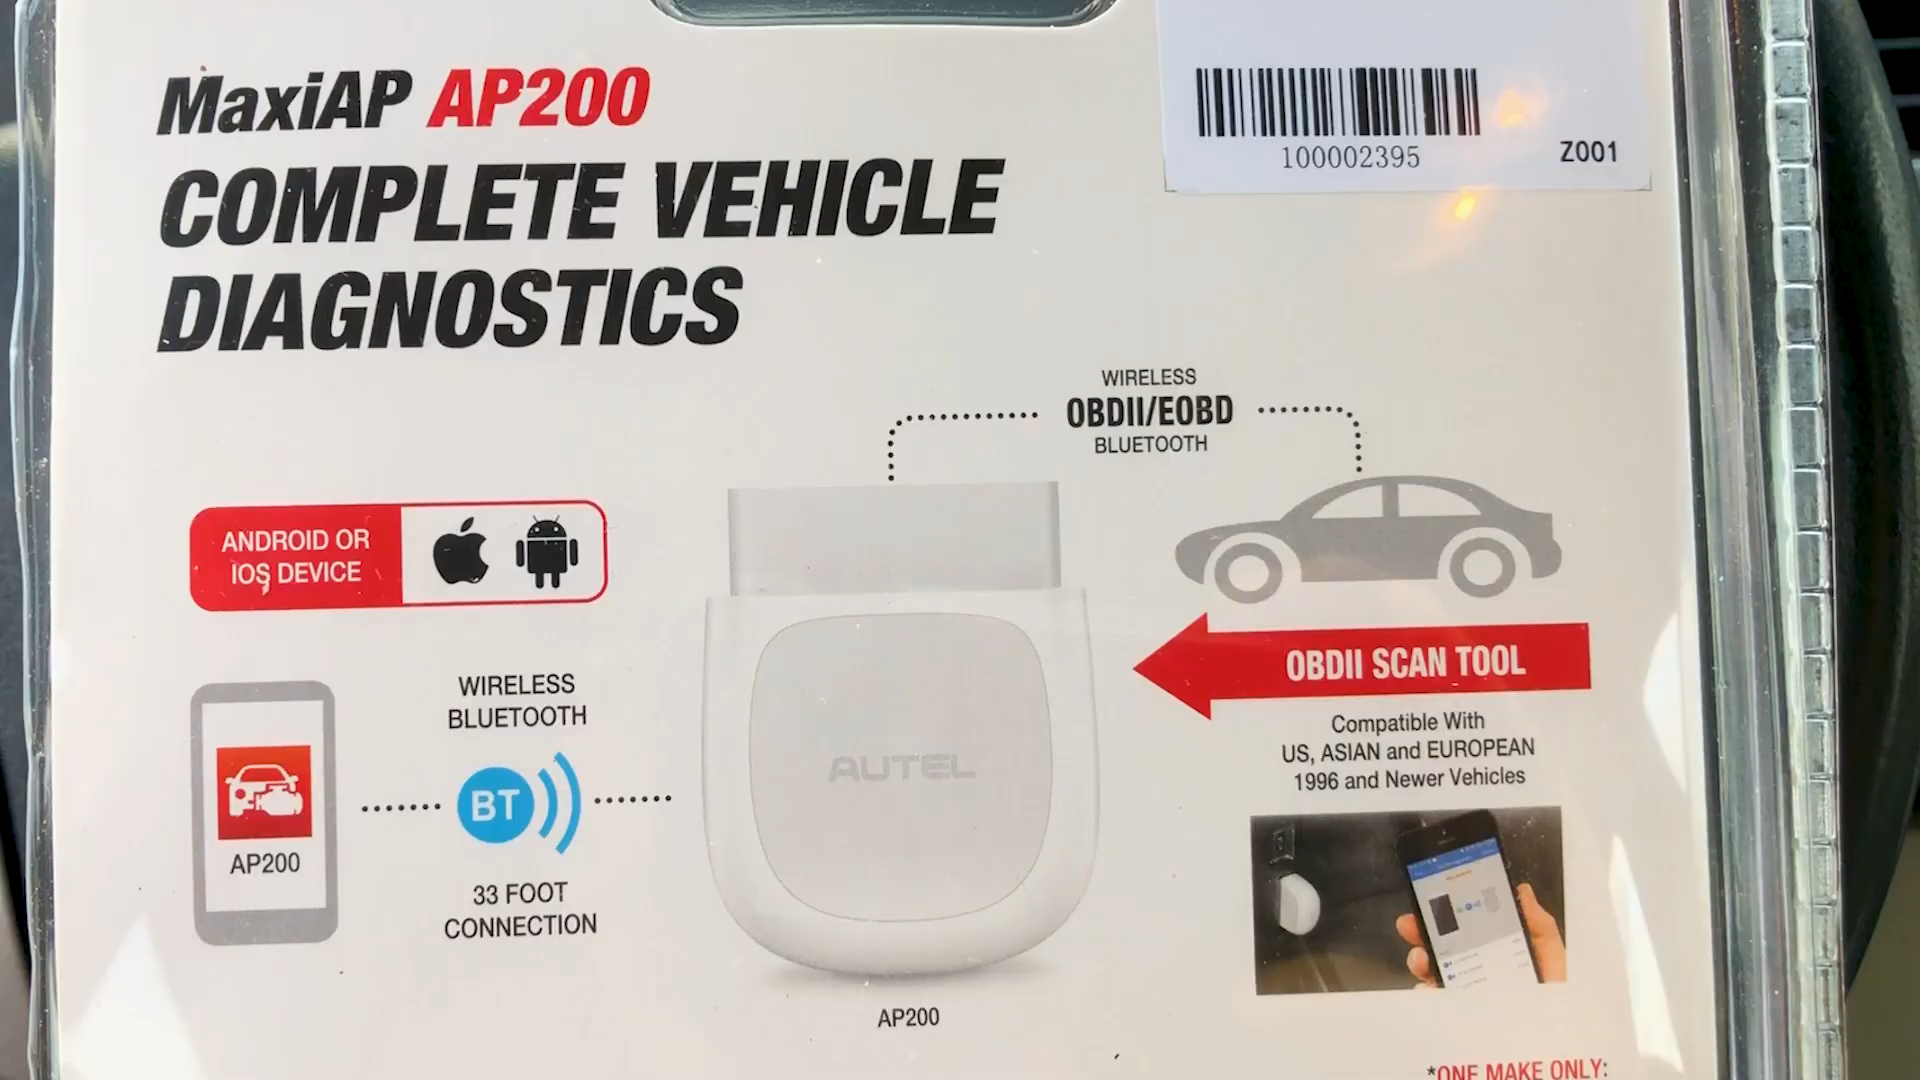 MaxiAP AP200
COMPLETE VEHICLE
DIAGNOSTICS
100002395
Z001
WIRELESS
OBDII/EOBD
BLUETOOTH
ANDROID OR
IOS DEVICE
WIRELESS
BLUETOOTH
BT
33 FOOT
CONNECTION
AP200
AUTEL
AP200
OBDII SCAN TOOL
Compatible With
US, ASIAN and EUROPEAN
1996 and Newer Vehicles
*ONE MAKE ONLY: